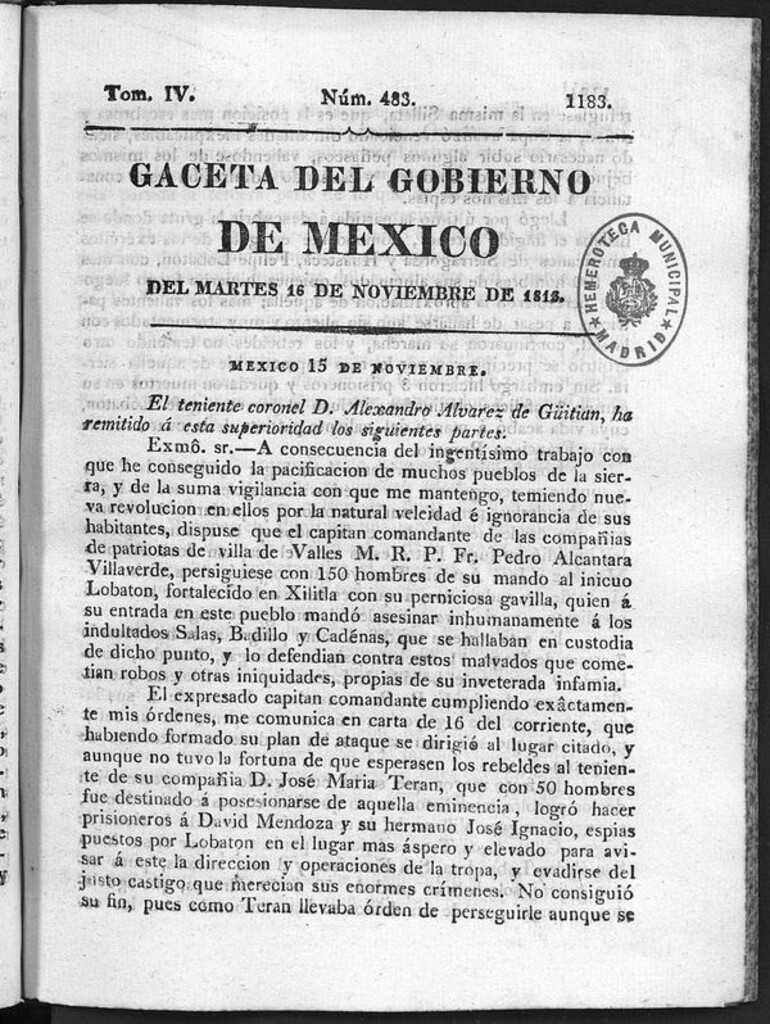 Tom. IV. Núm. 483. 1183.
GACETA DEL GOBIERNO
DE MEXICO
DEL MARTES 16 DE NOVIEMBRE DE 1813.
HEMEROTECA MUNICIPAL
MADRID
MEXICO 15 DE NOVIEMBRE.
El teniente coronel D. Alexandro Alvarez de Güitian, ha
remitido á esta superioridad los siguientes partes.
Exmô. sr.—A consecuencia del ingentísimo trabajo con
que he conseguido la pacificacion de muchos pueblos de la sier-
ra, y de la suma vigilancia con que me mantengo, temiendo nue-
va revolucion en ellos por la natural veleidad é ignorancia de sus
habitantes, dispuse que el capitan comandante de las compañias
de patriotas de villa de Valles M. R. P. Fr. Pedro Alcantara
Villaverde, persiguiese con 150 hombres de su mando al inicuo
Lobaton, fortalecido en Xilitla con su perniciosa gavilla, quien á
su entrada en este pueblo mandó asesinar inhumanamente á los
indultados Salas, Badillo y Cadénas, que se hallaban en custodia
de dicho punto, y lo defendian contra estos malvados que come-
tian robos y otras iniquidades, propias de su inveterada infamia.
El expresado capitan comandante cumpliendo exâctamen-
te mis órdenes, me comunica en carta de 16 del corriente, que
habiendo formado su plan de ataque se dirigió al lugar citado, y
aunque no tuvo la fortuna de que esperasen los rebeldes al tenien-
te de su compañia D. José Maria Teran, que con 50 hombres
fue destinado á posesionarse de aquella eminencia, logró hacer
prisioneros á David Mendoza y su hermano José Ignacio, espias
puestos por Lobaton en el lugar más áspero y elevado para avi-
sar á este la direccion y operaciones de la tropa, y evadirse del
justo castigo que merecian sus enormes crímenes. No consiguió
su fin, pues como Teran llevaba órden de perseguirle aunque se